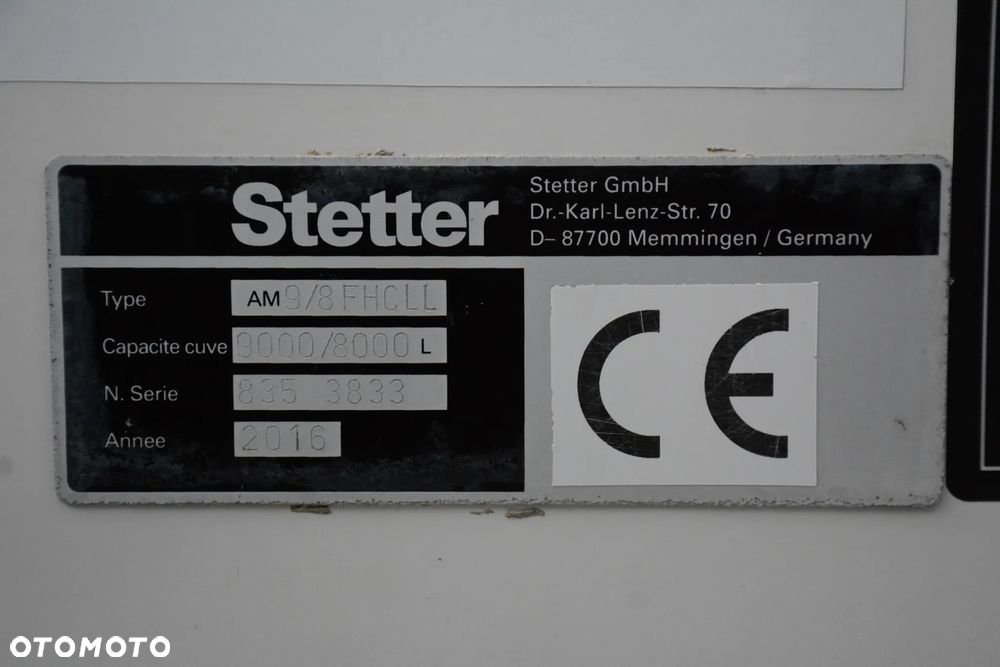 Stetter
Stetter GmbH
Dr.-Karl-Lenz-Str. 70
D– 87700 Memmingen / Germany
Type AM 9/8 FHCLL
Capacite cuve 9000/8000 L
N. Serie 835 3833
Annee 2016
CE
OTOMOTO